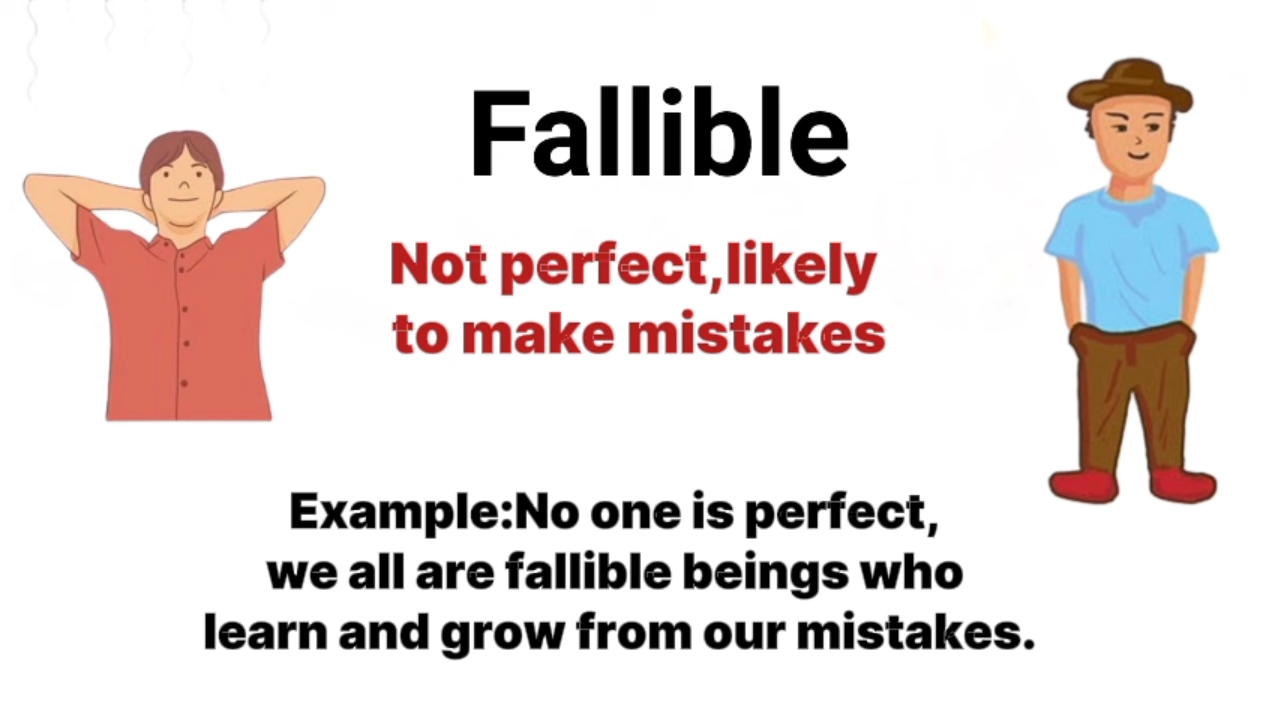 Fallible
Not perfect,likely
to make mistakes
Example:No one is perfect,
we all are fallible beings who
learn and grow from our mistakes.